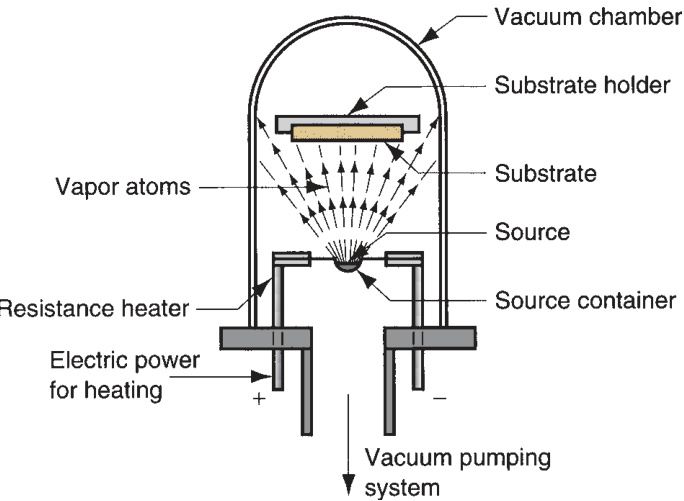 Vacuum chamber
Substrate holder
Substrate
Vapor atoms
Source
Source container
Resistance heater
Electric power
for heating
+
–
Vacuum pumping
system